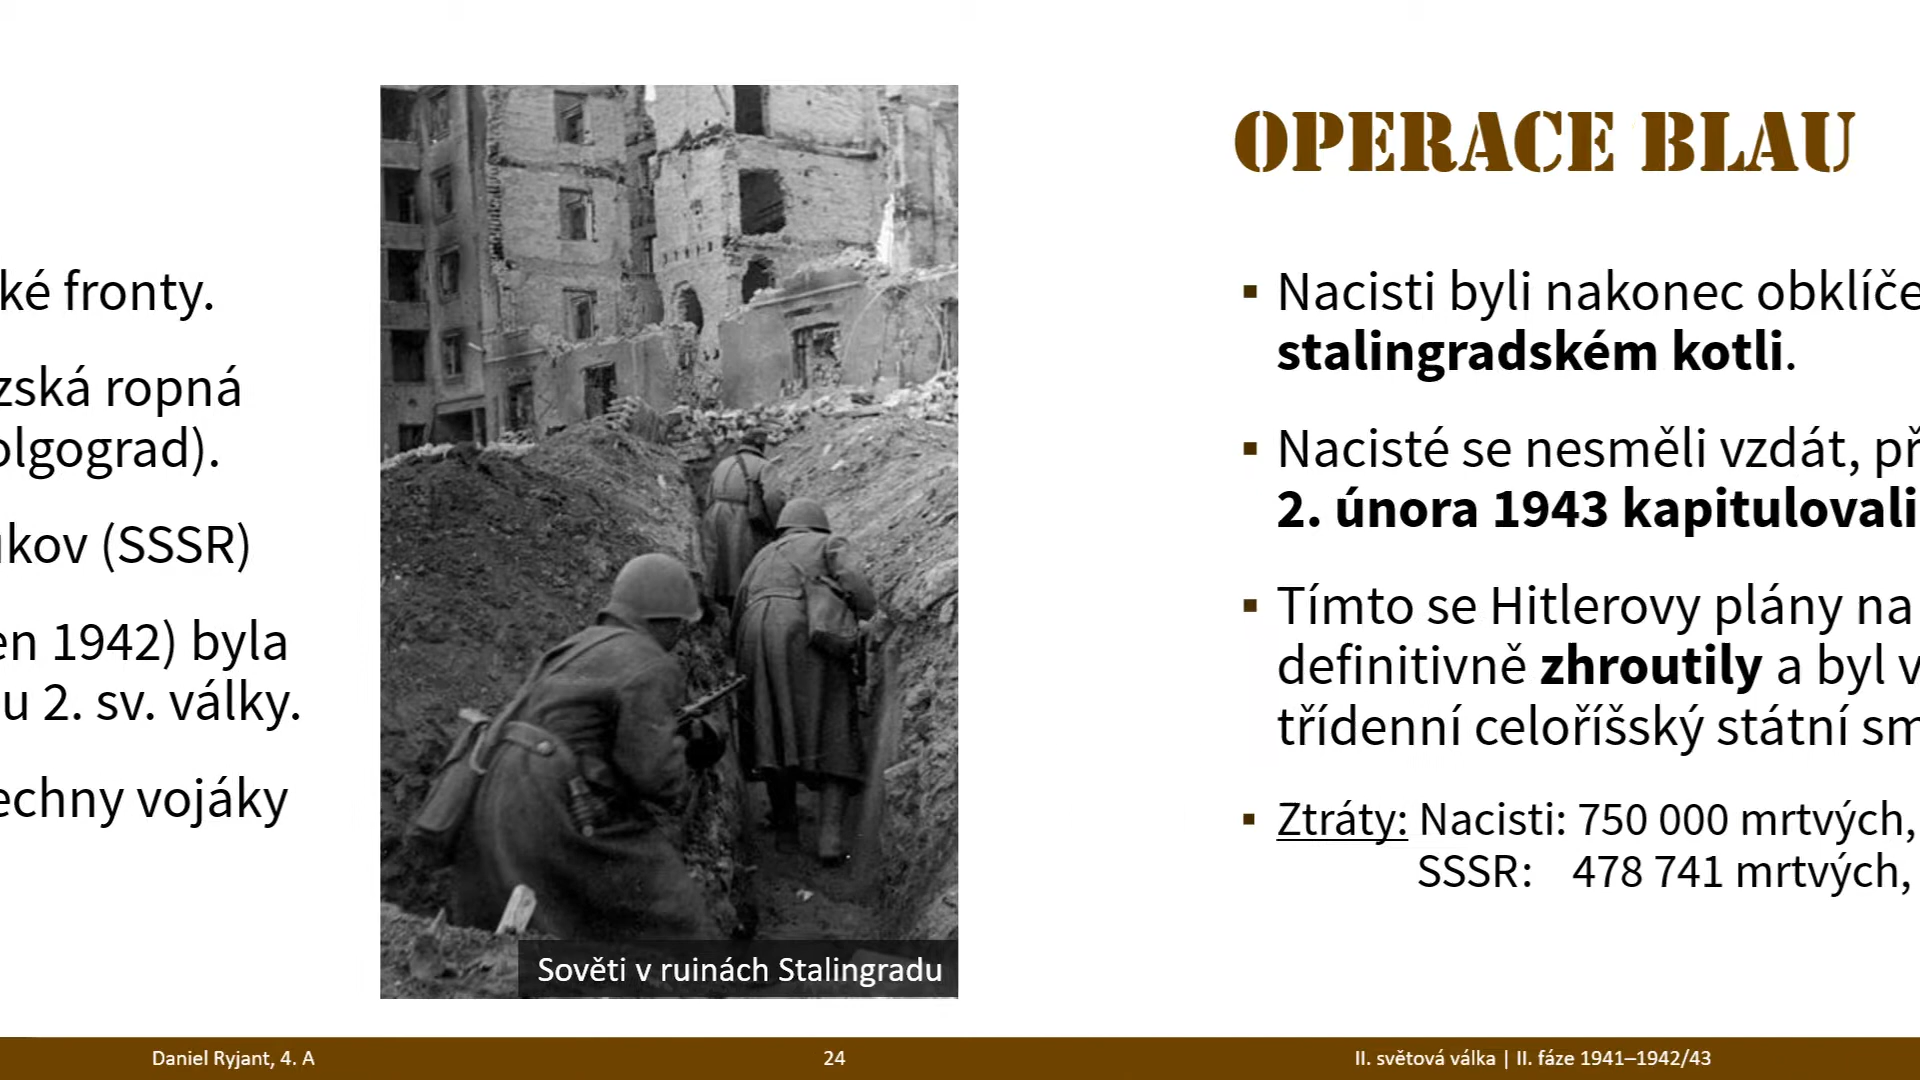 ké fronty.
zská ropná
olgograd).
ukov (SSSR)
en 1942) byla
u 2. sv. války.
echny vojáky
Sověti v ruinách Stalingradu
OPERACE BLAU
▪ Nacisti byli nakonec obklíče
stalingradském kotli.
▪ Nacisté se nesměli vzdát, př
2. února 1943 kapitulovali
▪ Tímto se Hitlerovy plány na
definitivně zhroutily a byl v
třídenní celoříšský státní sm
▪ Ztráty: Nacisti: 750 000 mrtvých,
SSSR: 478 741 mrtvých,
Daniel Ryjant, 4. A
24
II. světová válka | II. fáze 1941–1942/43